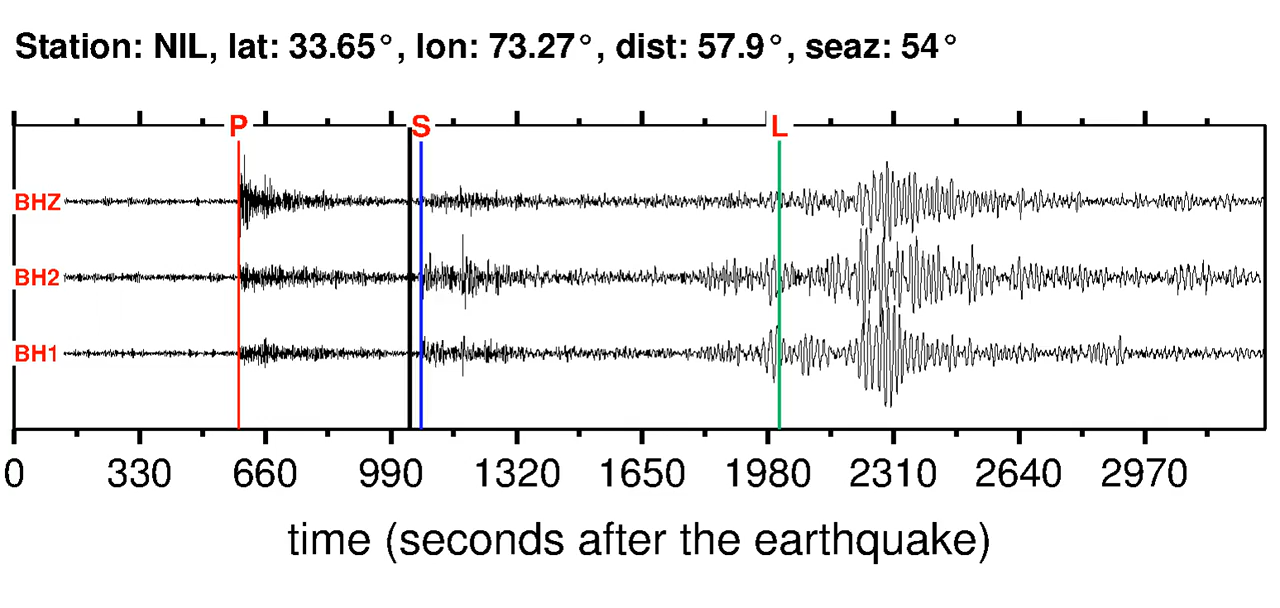 Station: NIL, lat: 33.65°, lon: 73.27°, dist: 57.9°, seaz: 54°
P S L
BHZ
BH2
BH1
0 330 660 990 1320 1650 1980 2310 2640 2970
time (seconds after the earthquake)